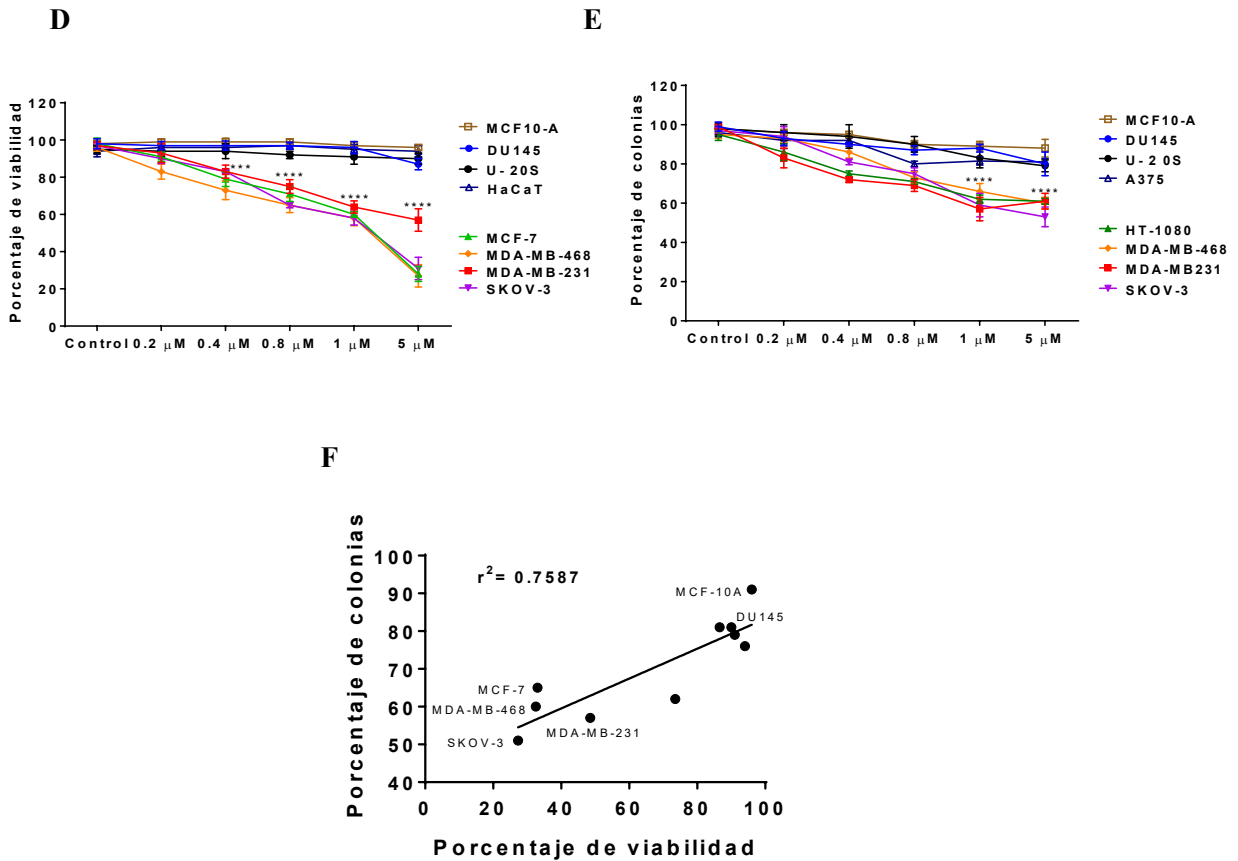 D
Porcentaje de viabilidad
120
100
80
60
40
20
0
Control 0.2 μM 0.4 μM 0.8 μM 1 μM 5 μM
***
****
****
****
MCF10-A
DU145
U-20S
HaCaT
MCF-7
MDA-MB-468
MDA-MB-231
SKOV-3
E
Porcentaje de colonias
120
100
80
60
40
20
0
Control 0.2 μM 0.4 μM 0.8 μM 1 μM 5 μM
****
****
MCF10-A
DU145
U-20S
A375
HT-1080
MDA-MB-468
MDA-MB231
SKOV-3
F
Porcentaje de colonias
100
90
80
70
60
50
40
r²= 0.7587
MCF-10A
DU145
MCF-7
MDA-MB-468
MDA-MB-231
SKOV-3
0 20 40 60 80 100
Porcentaje de viabilidad